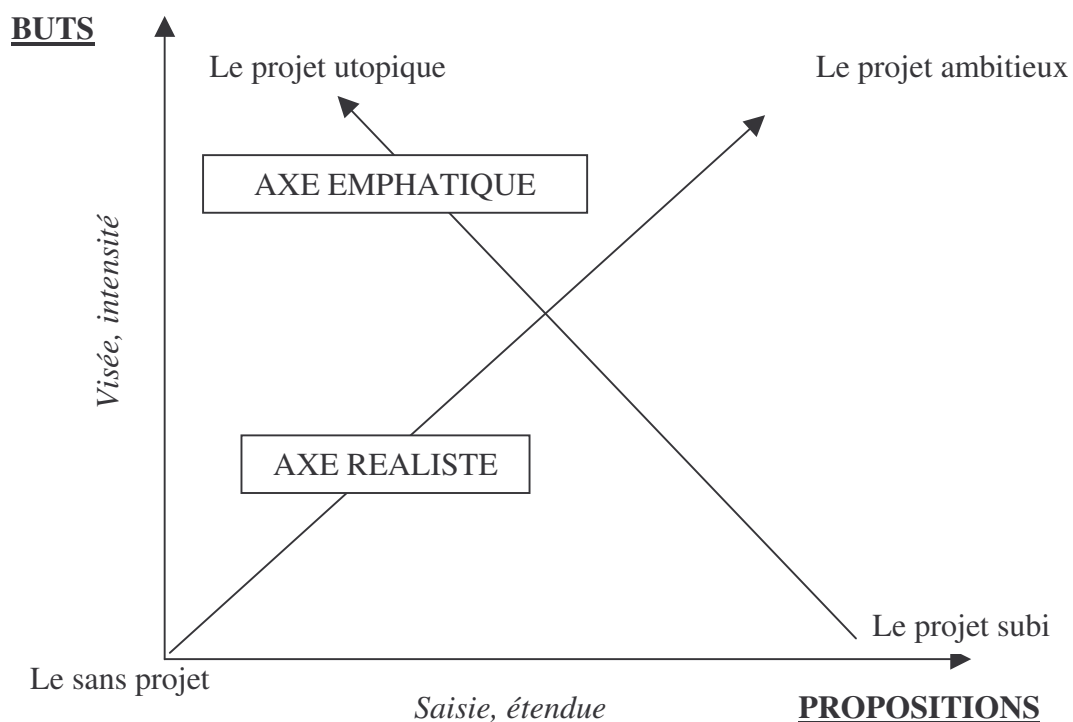 BUTS
Le projet utopique
Le projet ambitieux
AXE EMPHATIQUE
Visée, intensité
AXE REALISTE
Le projet subi
Le sans projet
Saisie, étendue
PROPOSITIONS